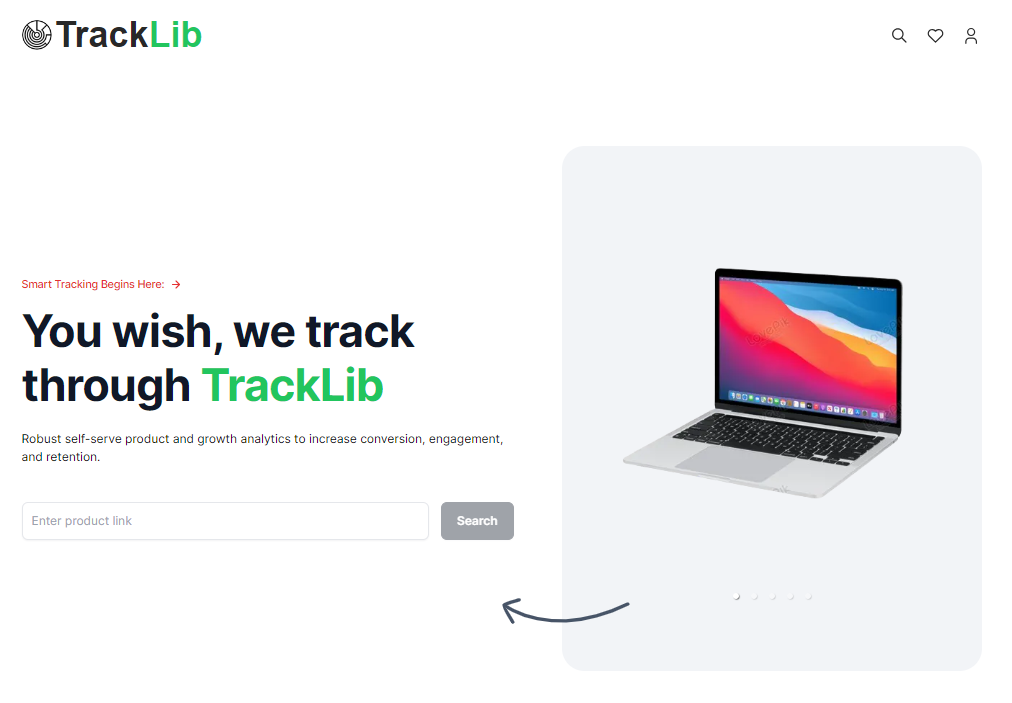 TrackLib
Smart Tracking Begins Here:
You wish, we track
through TrackLib
Robust self-serve product and growth analytics to increase conversion, engagement,
and retention.
Enter product link
Search